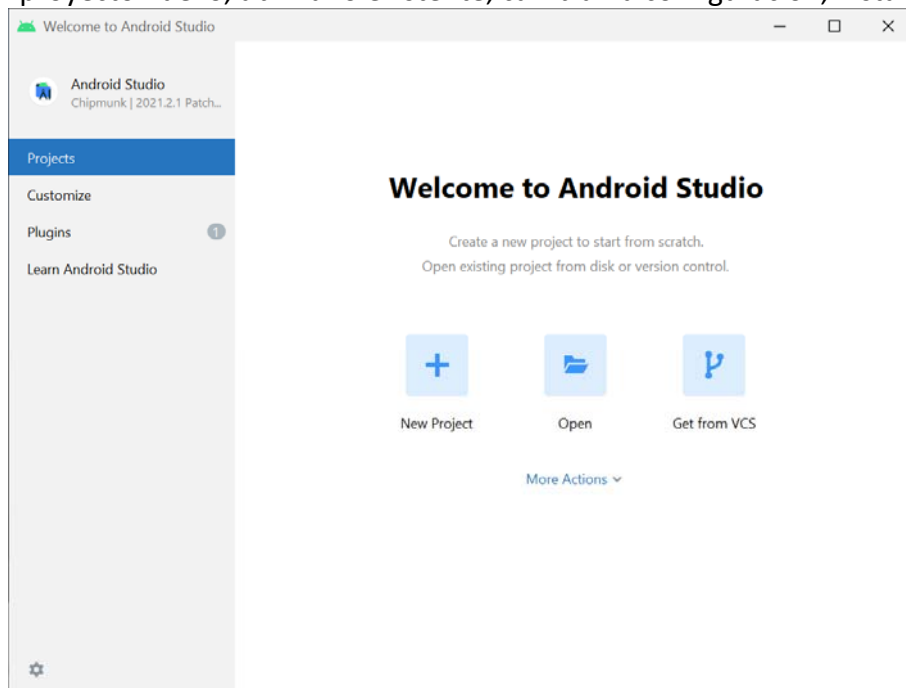 Welcome to Android Studio
Android Studio
Chipmunk | 2021.2.1 Patch...
Projects
Customize
Plugins
1
Learn Android Studio
Welcome to Android Studio
Create a new project to start from scratch.
Open existing project from disk or version control.
New Project
Open
Get from VCS
More Actions